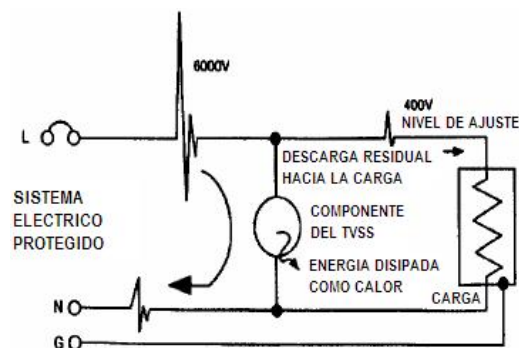 6000V
400V
NIVEL DE AJUSTE
L
DESCARGA RESIDUAL
HACIA LA CARGA
SISTEMA
ELECTRICO
PROTEGIDO
COMPONENTE
DEL TVSS
ENERGIA DISIPADA
COMO CALOR
CARGA
N
G